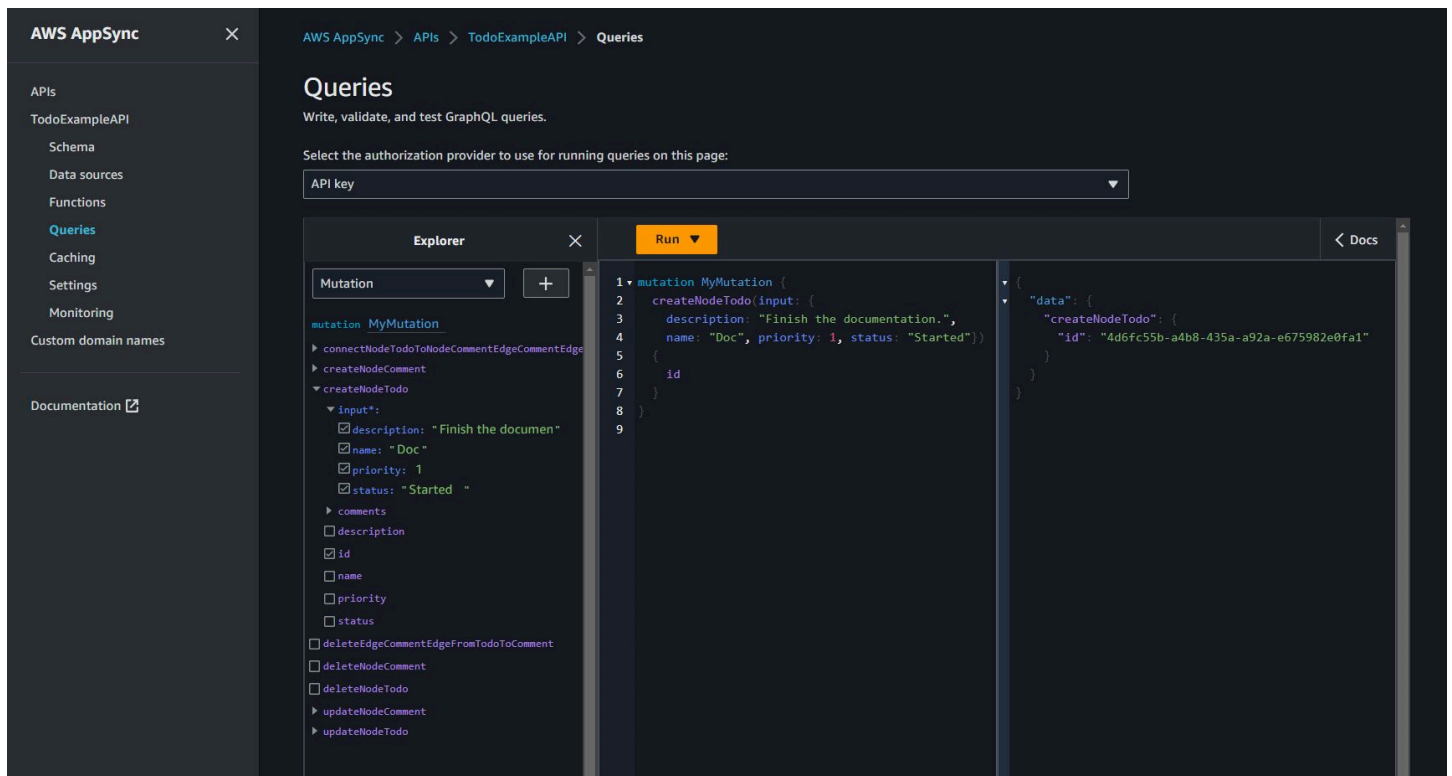 AWS AppSync
APIs
TodoExampleAPI
Schema
Data sources
Functions
Queries
Caching
Settings
Monitoring
Custom domain names
Documentation
AWS AppSync > APIs > TodoExampleAPI > Queries
Queries
Write, validate, and test GraphQL queries.
Select the authorization provider to use for running queries on this page:
API key
Explorer
Mutation
mutation MyMutation
connectNodeTodoToNodeCommentEdgeCommentEdge
createNodeComment
createNodeTodo
input*:
description: "Finish the documen"
name: "Doc"
priority: 1
status: "Started "
comments
description
id
name
priority
status
deleteEdgeCommentEdgeFromTodoToComment
deleteNodeComment
deleteNodeTodo
updateNodeComment
updateNodeTodo
Run
Docs
1 mutation MyMutation {
2 createNodeTodo(input: {
3 description: "Finish the documentation.",
4 name: "Doc", priority: 1, status: "Started"})
5 {
6 id
7 }
8 }
9
{
"data": {
"createNodeTodo": {
"id": "4d6fc55b-a4b8-435a-a92a-e675982e0fa1"
}
}
}